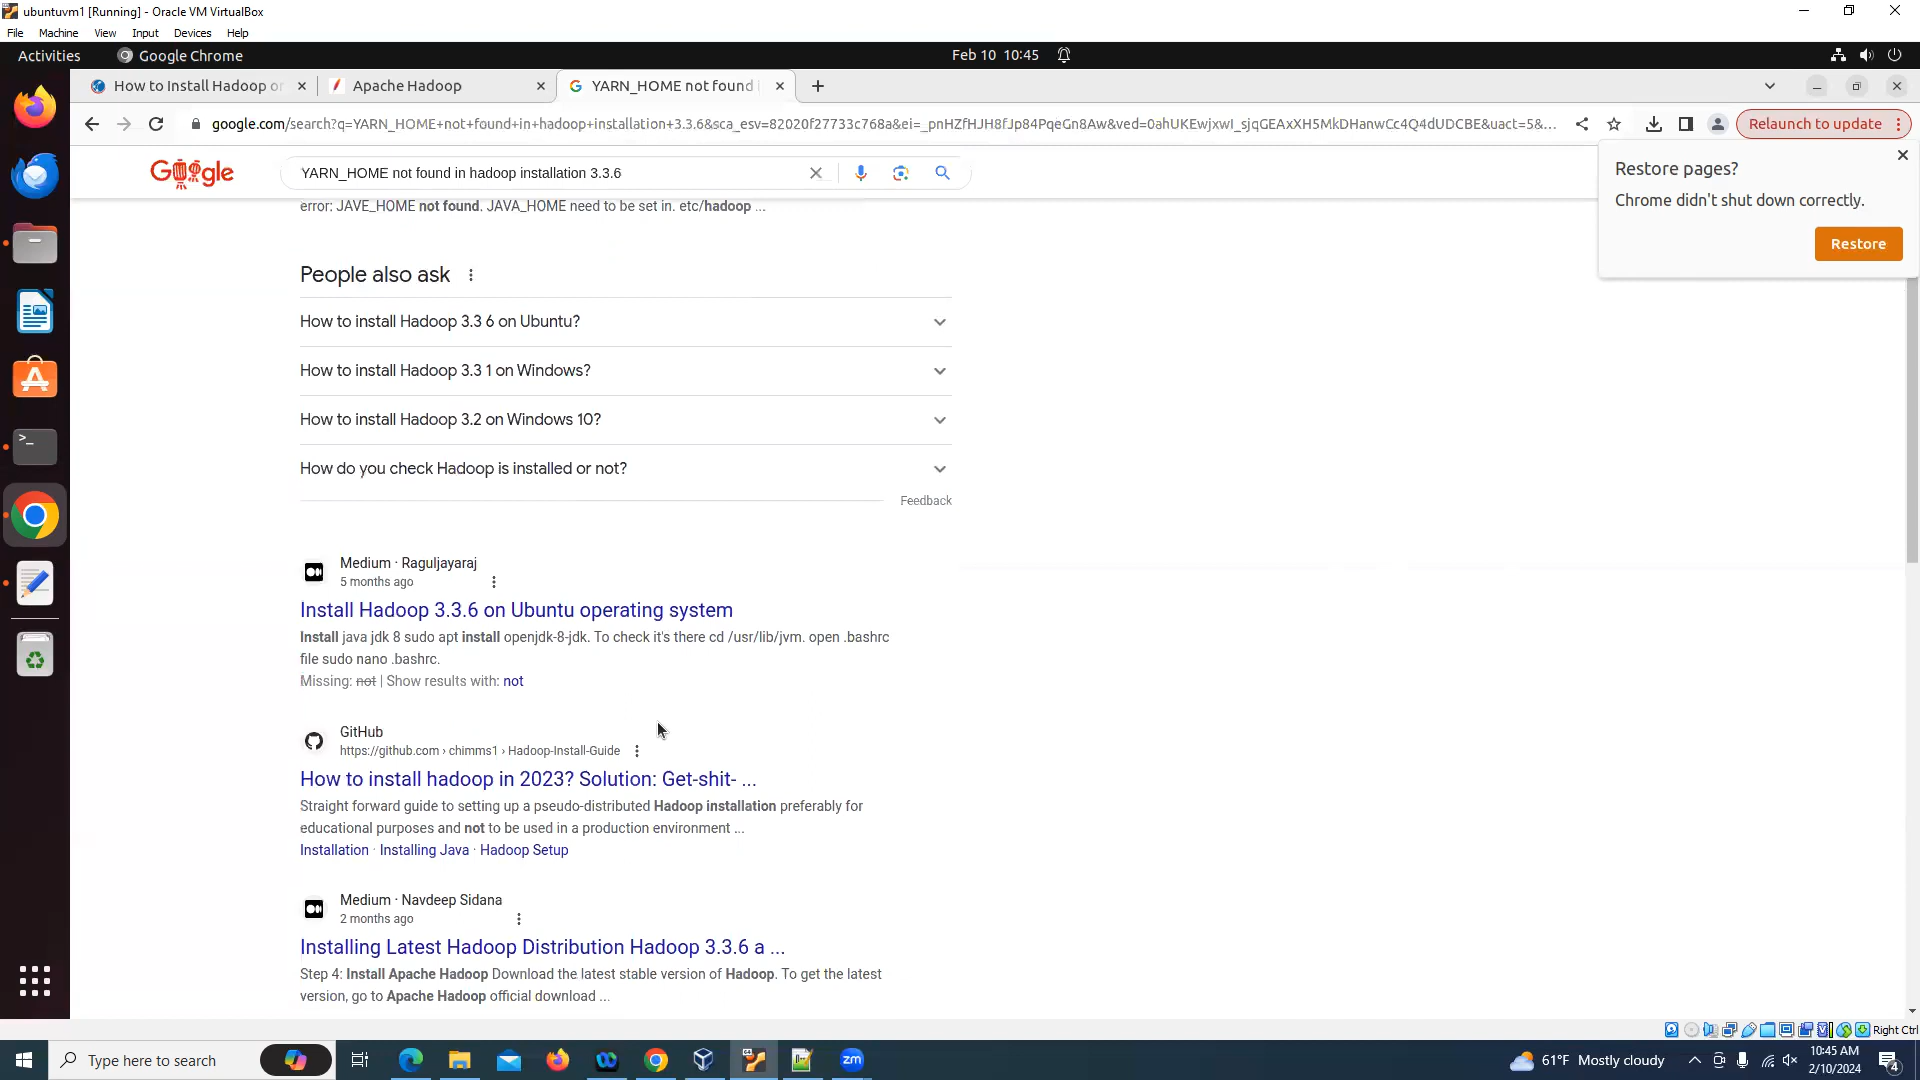 ubuntuvm1 [Running] - Oracle VM VirtualBox
File Machine View Input Devices Help
Activities Google Chrome Feb 10 10:45
How to Install Hadoop or Apache Hadoop YARN_HOME not found
google.com/search?q=YARN_HOME+not+found+in+hadoop+installation+3.3.6&sca_esv=82020f27733c768a&ei=_pnHZfHJH8fJp84PqeGn8Aw&ved=0ahUKEwjxwI_sjqGEAxXH5MkDHanwCc4Q4dUDCBE&uact=5&... Relaunch to update
Google YARN_HOME not found in hadoop installation 3.3.6
Restore pages?
Chrome didn't shut down correctly.
Restore
error: JAVE_HOME not found. JAVA_HOME need to be set in. etc/hadoop ...
People also ask
How to install Hadoop 3.3 6 on Ubuntu?
How to install Hadoop 3.3 1 on Windows?
How to install Hadoop 3.2 on Windows 10?
How do you check Hadoop is installed or not?
Feedback
Medium · Raguljayaraj
5 months ago
Install Hadoop 3.3.6 on Ubuntu operating system
Install java jdk 8 sudo apt install openjdk-8-jdk. To check it's there cd /usr/lib/jvm. open .bashrc
file sudo nano .bashrc.
Missing: not | Show results with: not
GitHub
https://github.com › chimms1 › Hadoop-Install-Guide
How to install hadoop in 2023? Solution: Get-shit- ...
Straight forward guide to setting up a pseudo-distributed Hadoop installation preferably for
educational purposes and not to be used in a production environment ...
Installation · Installing Java · Hadoop Setup
Medium · Navdeep Sidana
2 months ago
Installing Latest Hadoop Distribution Hadoop 3.3.6 a ...
Step 4: Install Apache Hadoop Download the latest stable version of Hadoop. To get the latest
version, go to Apache Hadoop official download ...
Right Ctrl
Type here to search zm 61°F Mostly cloudy 10:45 AM
2/10/2024
4